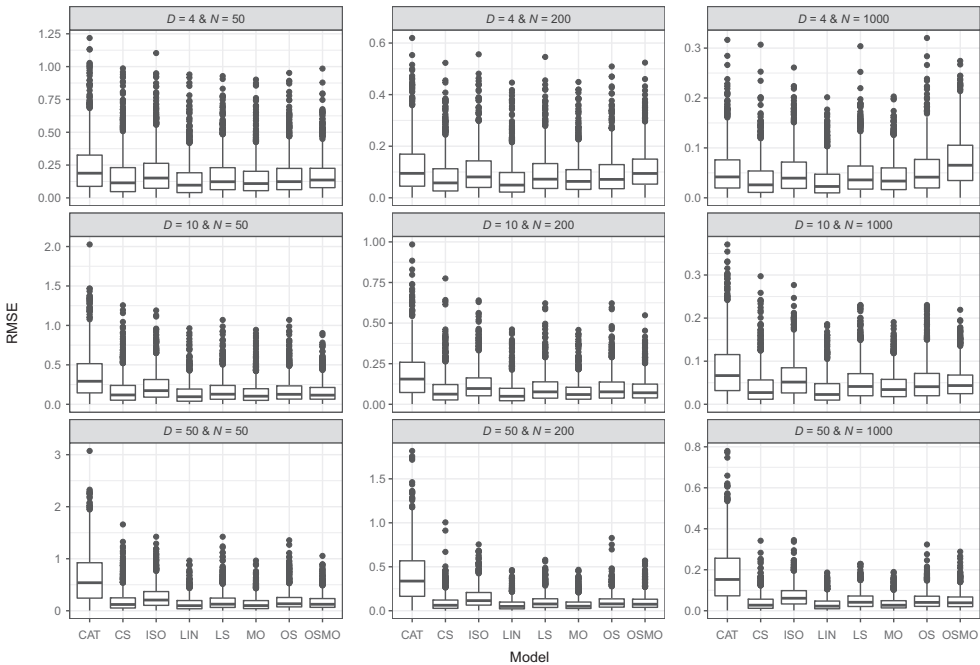 D = 4 & N = 50
D = 4 & N = 200
D = 4 & N = 1000
1.25
1.00
0.75
0.50
0.25
0.00
0.6
0.4
0.2
0.0
0.3
0.2
0.1
0.0
D = 10 & N = 50
D = 10 & N = 200
D = 10 & N = 1000
RMSE
2.0
1.5
1.0
0.5
0.0
1.00
0.75
0.50
0.25
0.00
0.3
0.2
0.1
0.0
D = 50 & N = 50
D = 50 & N = 200
D = 50 & N = 1000
3
2
1
0
1.5
1.0
0.5
0.0
0.8
0.6
0.4
0.2
0.0
CAT CS ISO LIN LS MO OS OSMO
CAT CS ISO LIN LS MO OS OSMO
CAT CS ISO LIN LS MO OS OSMO
Model